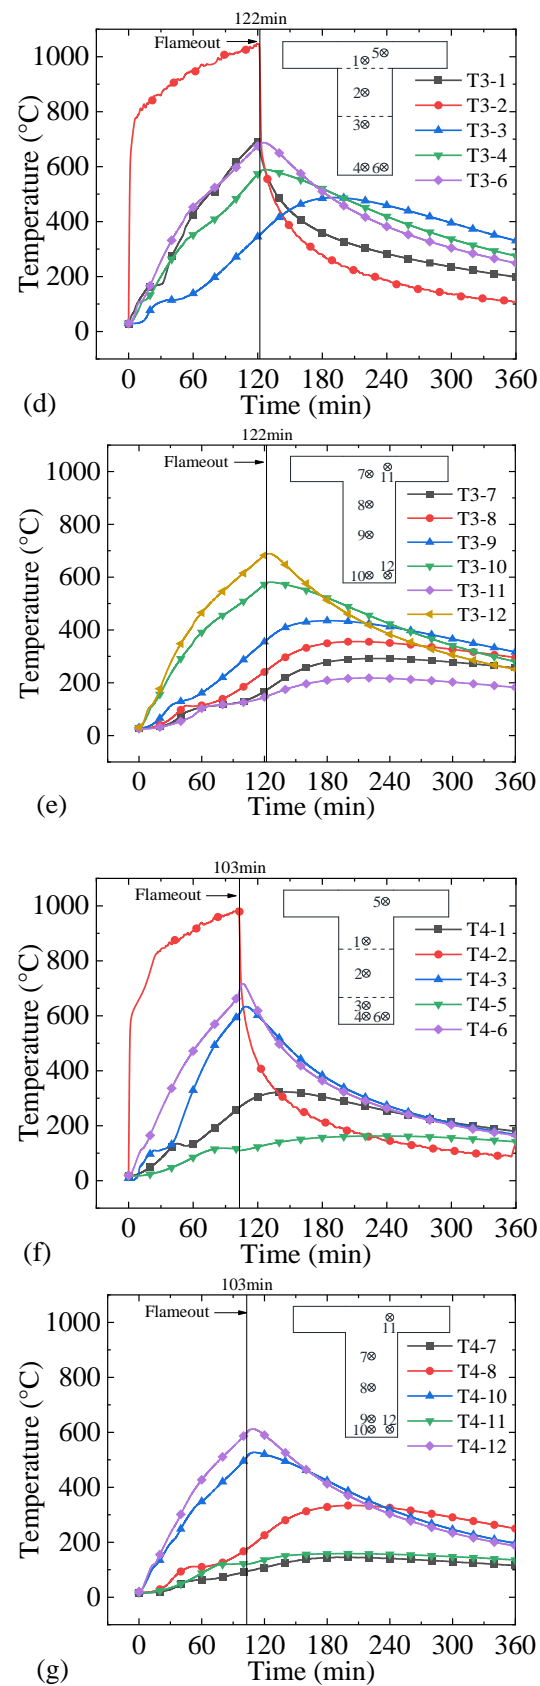 122min
Flameout
1
5
2
3
4
6
T3-1
T3-2
T3-3
T3-4
T3-6
Temperature (°C)
1000
800
600
400
200
0
0 60 120 180 240 300 360
Time (min)
(d)
122min
Flameout
7
11
8
9
10
12
T3-7
T3-8
T3-9
T3-10
T3-11
T3-12
Temperature (°C)
1000
800
600
400
200
0
0 60 120 180 240 300 360
Time (min)
(e)
103min
Flameout
5
1
2
3
4
6
T4-1
T4-2
T4-3
T4-5
T4-6
Temperature (°C)
1000
800
600
400
200
0
0 60 120 180 240 300 360
Time (min)
(f)
103min
Flameout
11
7
8
9
12
10
T4-7
T4-8
T4-10
T4-11
T4-12
Temperature (°C)
1000
800
600
400
200
0
0 60 120 180 240 300 360
Time (min)
(g)